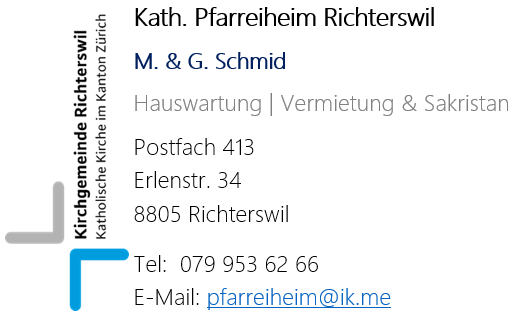 Kath. Pfarreiheim Richterswil
M. & G. Schmid
Hauswartung | Vermietung & Sakristan
Postfach 413
Erlenstr. 34
8805 Richterswil
Tel:  079 953 62 66
E-Mail: pfarreiheim@ik.me
Kirchgemeinde Richterswil
Katholische Kirche im Kanton Zürich